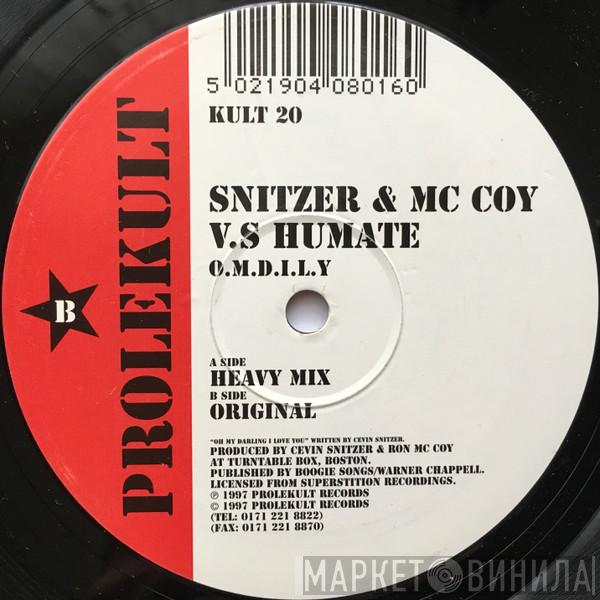 5 021904 080160
KULT 20
SNITZER & MC COY
V.S HUMATE
O.M.D.I.L.Y
PROLEKULT
B
A SIDE
HEAVY MIX
B SIDE
ORIGINAL
"OH MY DARLING I LOVE YOU" WRITTEN BY CEVIN SNITZER.
PRODUCED BY CEVIN SNITZER & RON MC COY
AT TURNTABLE BOX, BOSTON.
PUBLISHED BY BOOGIE SONGS/WARNER CHAPPELL.
LICENSED FROM SUPERSTITION RECORDINGS.
℗ 1997 PROLEKULT RECORDS
© 1997 PROLEKULT RECORDS
(TEL: 0171 221 8822)
(FAX: 0171 221 8870)
МАРКЕТ ВИНИЛА